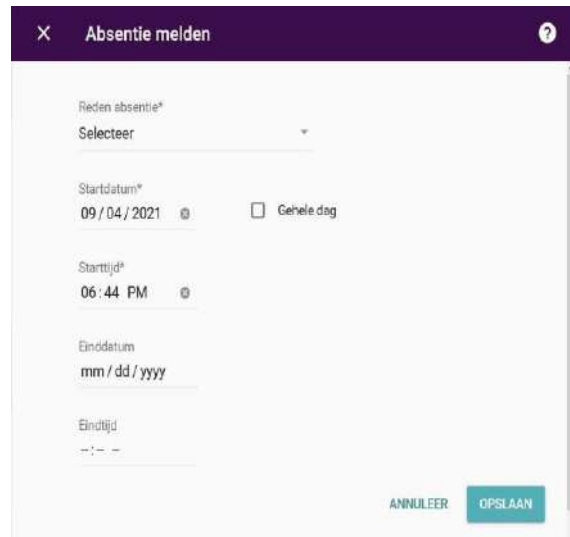 Absentie melden
Reden absentie*
Selecteer
Startdatum*
09/04/2021
Gehele dag
Starttijd*
06:44 PM
Einddatum
mm/dd/yyyy
Eindtijd
--:-- --
ANNULEER
OPSLAAN